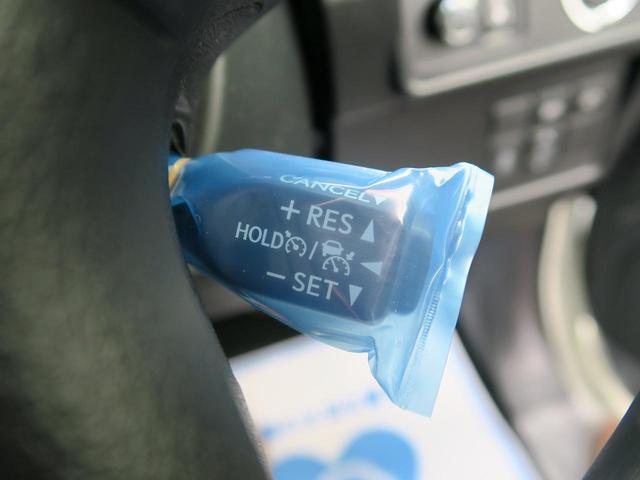 CANCEL
+ RES ▲
HOLD /
− SET ▼